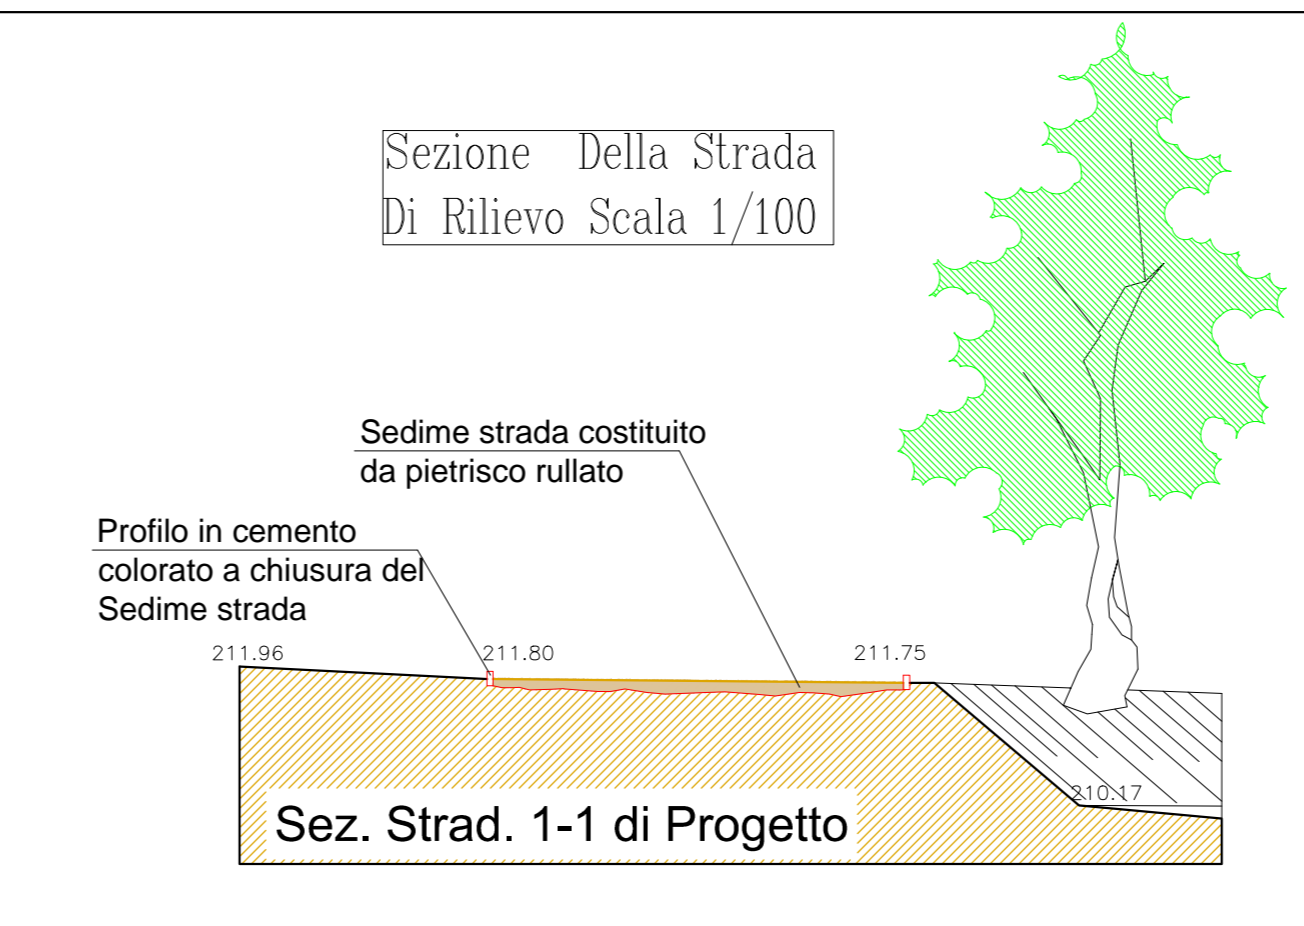 Sezione Della Strada
Di Rilievo Scala 1/100
Sedime strada costituito
da pietrisco rullato
Profilo in cemento
colorato a chiusura del
Sedime strada
211.96
211.80
211.75
210.17
Sez. Strad. 1-1 di Progetto